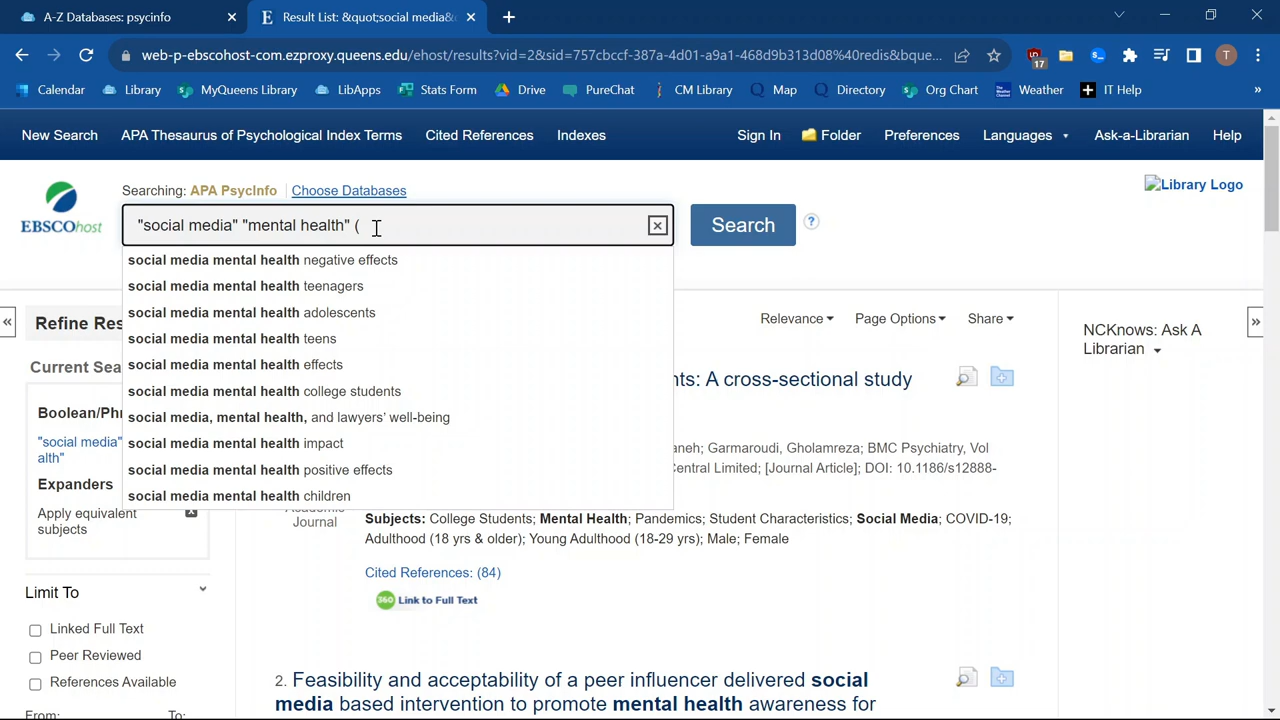 A-Z Databases: psycinfo
Result List: &quot;social media&
web-p-ebscohost-com.ezproxy.queens.edu/ehost/results?vid=2&sid=757cbccf-387a-4d01-a9a1-468d9b313d08%40redis&bque...
17
T
Calendar Library MyQueens Library LibApps Stats Form Drive PureChat CM Library Map Directory Org Chart Weather IT Help »
New Search APA Thesaurus of Psychological Index Terms Cited References Indexes Sign In Folder Preferences Languages Ask-a-Librarian Help
EBSCOhost
Searching: APA PsycInfo Choose Databases
"social media" "mental health" (
Search
?
Library Logo
social media mental health negative effects
social media mental health teenagers
social media mental health adolescents
social media mental health teens
social media mental health effects
social media mental health college students
social media, mental health, and lawyers' well-being
social media mental health impact
social media mental health positive effects
social media mental health children
«
Refine Res
Current Sea
Boolean/Phr
"social media"
alth"
Expanders
Apply equivalent
subjects
Limit To
Linked Full Text
Peer Reviewed
References Available
From: To:
Relevance Page Options Share
nts: A cross-sectional study
aneh; Garmaroudi, Gholamreza; BMC Psychiatry, Vol
Central Limited; [Journal Article]; DOI: 10.1186/s12888-
Academic
Journal
Subjects: College Students; Mental Health; Pandemics; Student Characteristics; Social Media; COVID-19;
Adulthood (18 yrs & older); Young Adulthood (18-29 yrs); Male; Female
Cited References: (84)
360 Link to Full Text
2. Feasibility and acceptability of a peer influencer delivered social
media based intervention to promote mental health awareness for
»
NCKnows: Ask A
Librarian